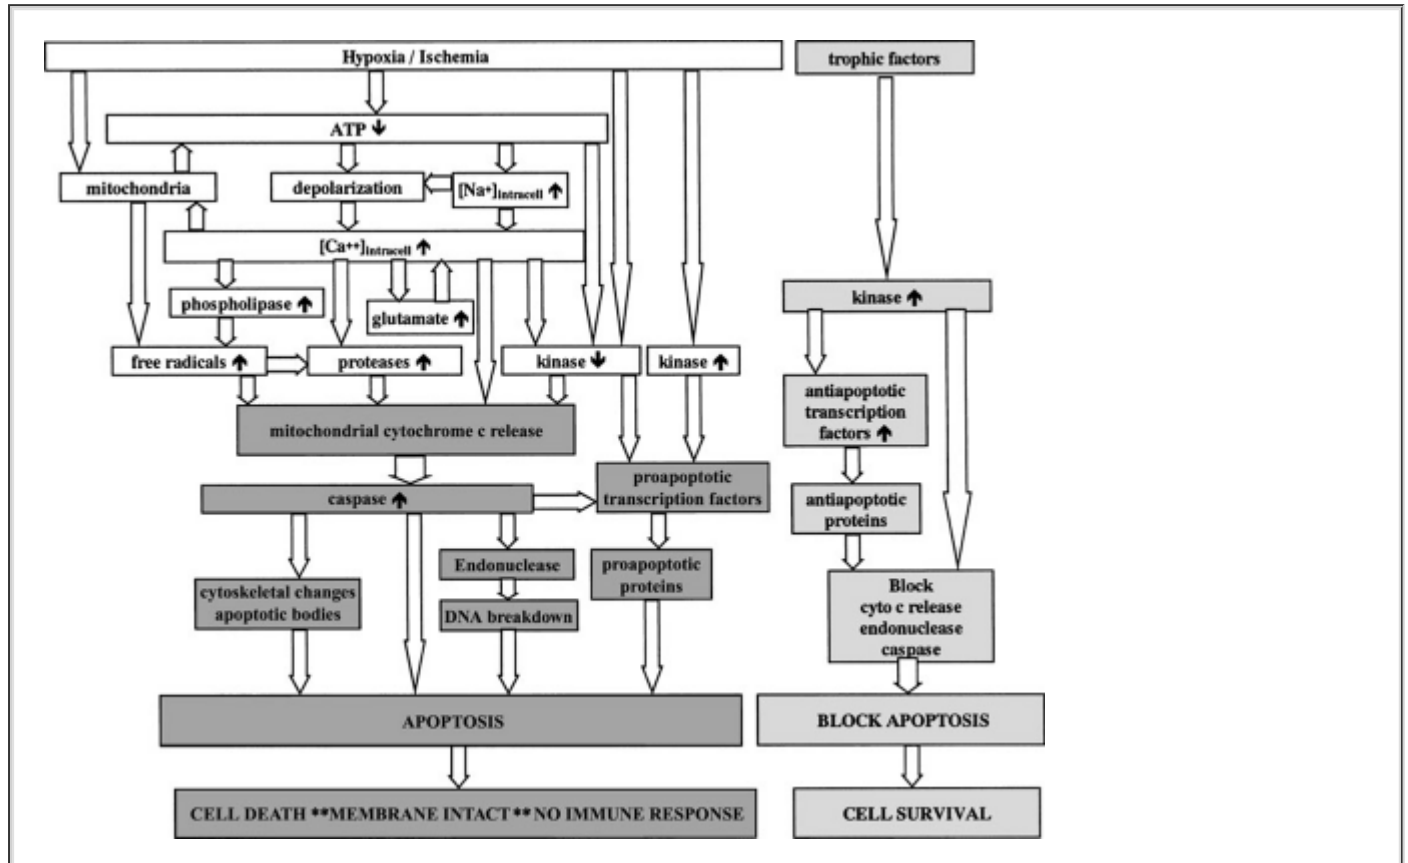 Hypoxia / Ischemia
trophic factors
ATP ↓
mitochondria
depolarization
[Na⁺]Intracell ↑
[Ca⁺⁺]Intracell ↑
phospholipase ↑
glutamate ↑
kinase ↑
free radicals ↑
proteases ↑
kinase ↓
kinase ↑
antiapoptotic
transcription
factors ↑
mitochondrial cytochrome c release
proapoptotic
transcription factors
caspase ↑
antiapoptotic
proteins
Endonuclease
proapoptotic
proteins
cytoskeletal changes
apoptotic bodies
DNA breakdown
Block
cyto c release
endonuclease
caspase
APOPTOSIS
BLOCK APOPTOSIS
CELL DEATH **MEMBRANE INTACT** NO IMMUNE RESPONSE
CELL SURVIVAL